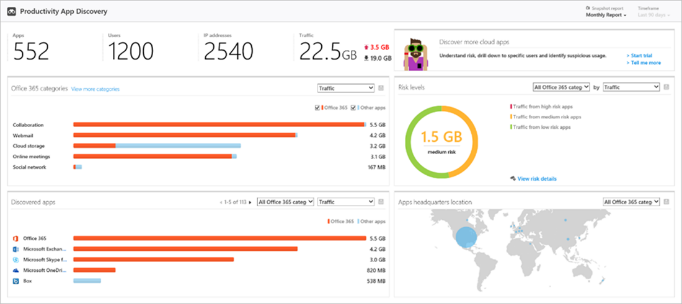 Productivity App Discovery
Snapshot report
Monthly Report
Timeframe
Last 90 days
Apps
552
Users
1200
IP addresses
2540
Traffic
22.5GB
3.5 GB
19.0 GB
Discover more cloud apps
Understand risk, drill down to specific users and identify suspicious usage.
> Start trial
> Tell me more
Office 365 categories
View more categories
Traffic
Office 365
Other apps
Collaboration
5.5 GB
Webmail
4.2 GB
Cloud storage
3.2 GB
Online meetings
3.1 GB
Social network
167 MB
Risk levels
All Office 365 categ
by
Traffic
1.5 GB
medium risk
Traffic from high risk apps
Traffic from medium risk apps
Traffic from low risk apps
View risk details
Discovered apps
1-5 of 113
All Office 365 categ
Traffic
Office 365
Other apps
Office 365
5.5 GB
Microsoft Exchan...
4.2 GB
Microsoft Skype f...
3.0 GB
Microsoft OneDri...
820 MB
Box
538 MB
Apps headquarters location
All Office 365 categ